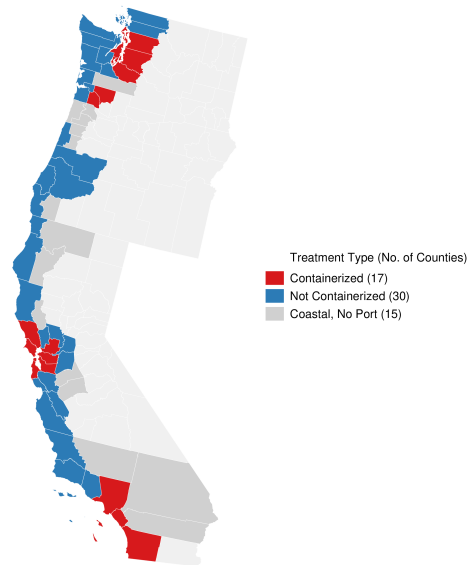 Treatment Type (No. of Counties)
Containerized (17)
Not Containerized (30)
Coastal, No Port (15)